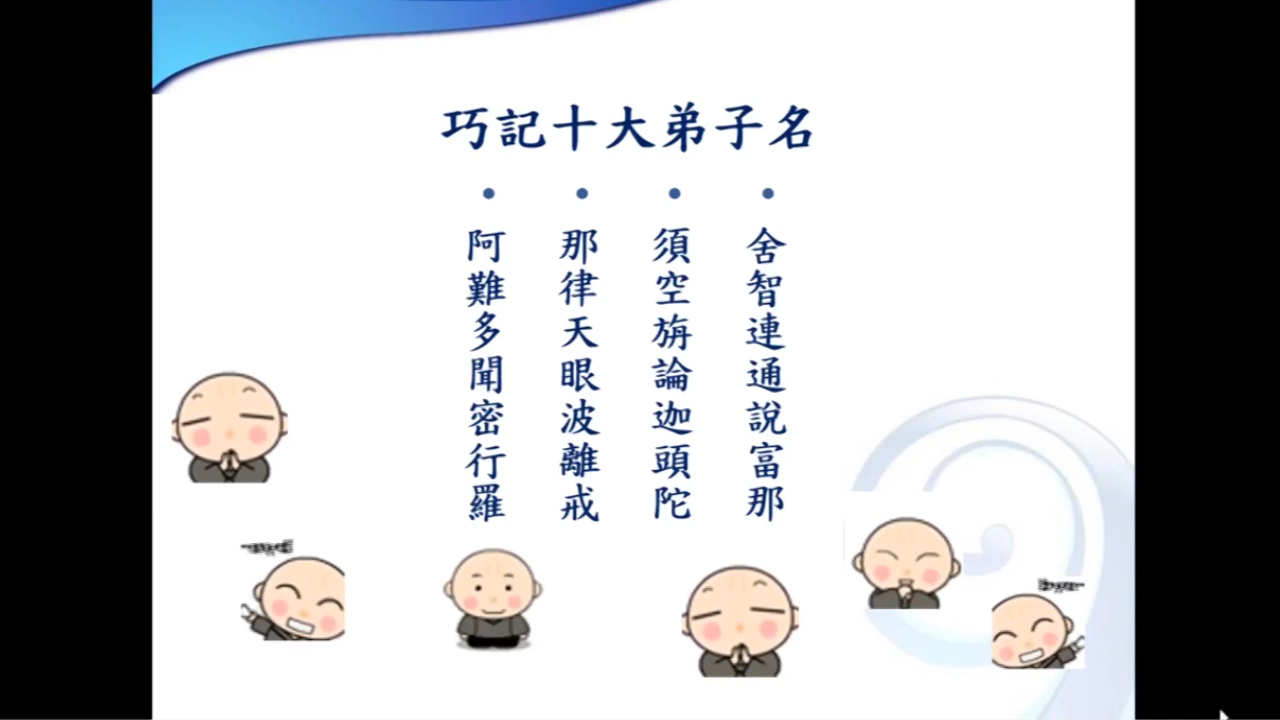 巧記十大弟子名
• 舍智連通說富那
• 須空旃論迦頭陀
• 那律天眼波離戒
• 阿難多聞密行羅